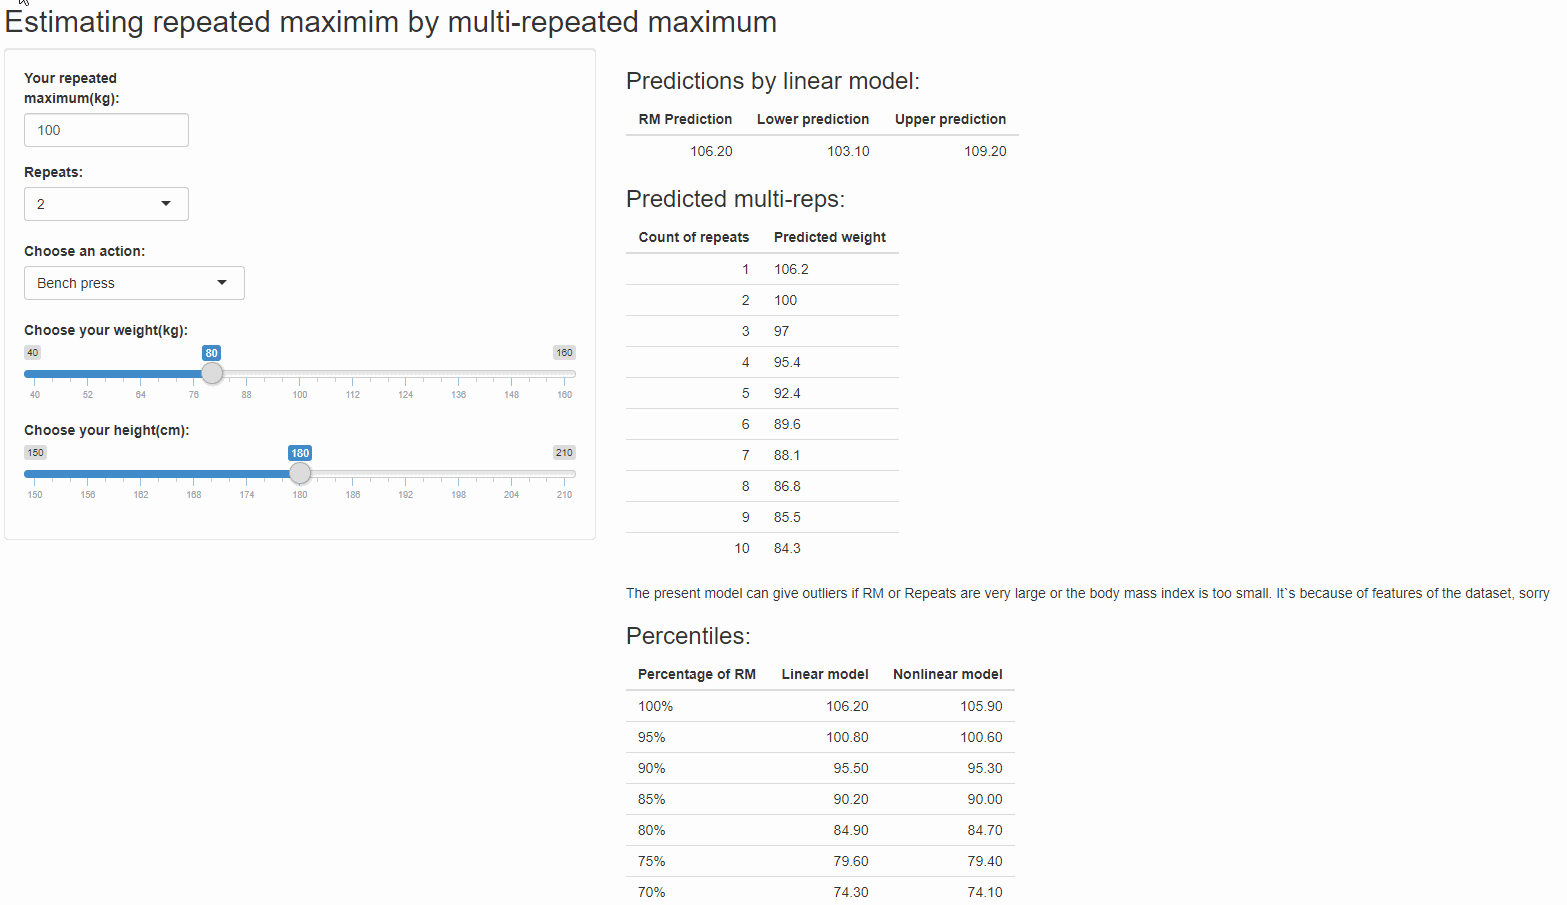 Estimating repeated maximim by multi-repeated maximum
Your repeated
maximum(kg):
100
Repeats:
2
Choose an action:
Bench press
Choose your weight(kg):
40 80 160
40 52 64 76 88 100 112 124 136 148 160
Choose your height(cm):
150 180 210
150 156 162 168 174 180 186 192 198 204 210
Predictions by linear model:
RM Prediction Lower prediction Upper prediction
106.20 103.10 109.20
Predicted multi-reps:
Count of repeats Predicted weight
1 106.2
2 100
3 97
4 95.4
5 92.4
6 89.6
7 88.1
8 86.8
9 85.5
10 84.3
The present model can give outliers if RM or Repeats are very large or the body mass index is too small. It`s because of features of the dataset, sorry
Percentiles:
Percentage of RM Linear model Nonlinear model
100% 106.20 105.90
95% 100.80 100.60
90% 95.50 95.30
85% 90.20 90.00
80% 84.90 84.70
75% 79.60 79.40
70% 74.30 74.10